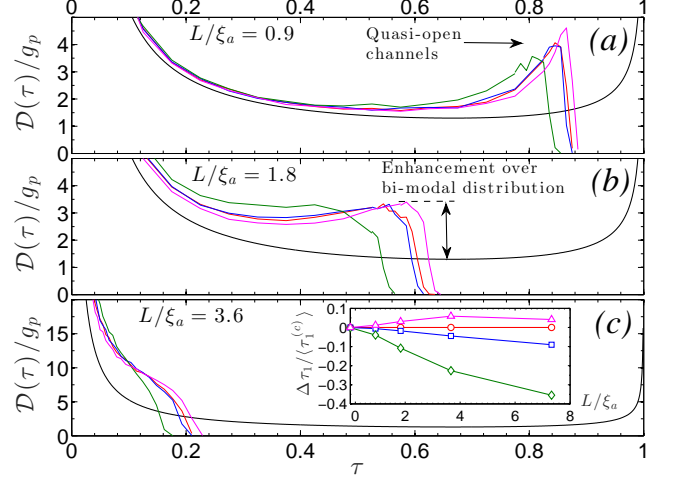 0 0.2 0.4 0.6 0.8 1
L/ξₐ = 0.9
Quasi-open
channels
(a)
5
4
3
2
1
0
𝒟(τ)/gₚ
L/ξₐ = 1.8
Enhancement over
bi-modal distribution
(b)
4
3
2
1
0
𝒟(τ)/gₚ
L/ξₐ = 3.6
(c)
15
10
5
0
𝒟(τ)/gₚ
0.1
0
−0.1
−0.2
−0.3
−0.4
Δτ₁/⟨τ₁⁽ᶜ⁾⟩
0 2 4 6 8
L/ξₐ
0 0.2 0.4 0.6 0.8 1
τ